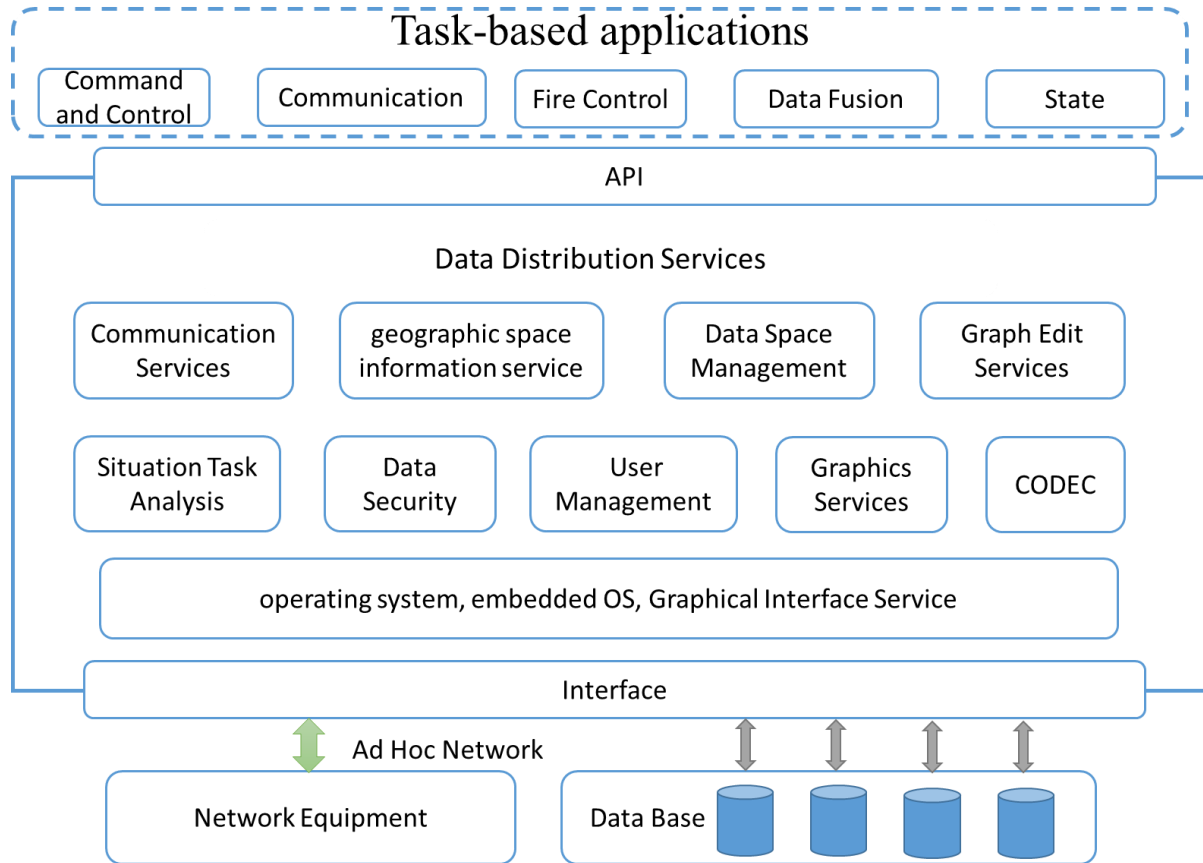 Task-based applications
Command
and Control
Communication
Fire Control
Data Fusion
State
API
Data Distribution Services
Communication
Services
geographic space
information service
Data Space
Management
Graph Edit
Services
Situation Task
Analysis
Data
Security
User
Management
Graphics
Services
CODEC
operating system, embedded OS, Graphical Interface Service
Interface
Ad Hoc Network
Network Equipment
Data Base